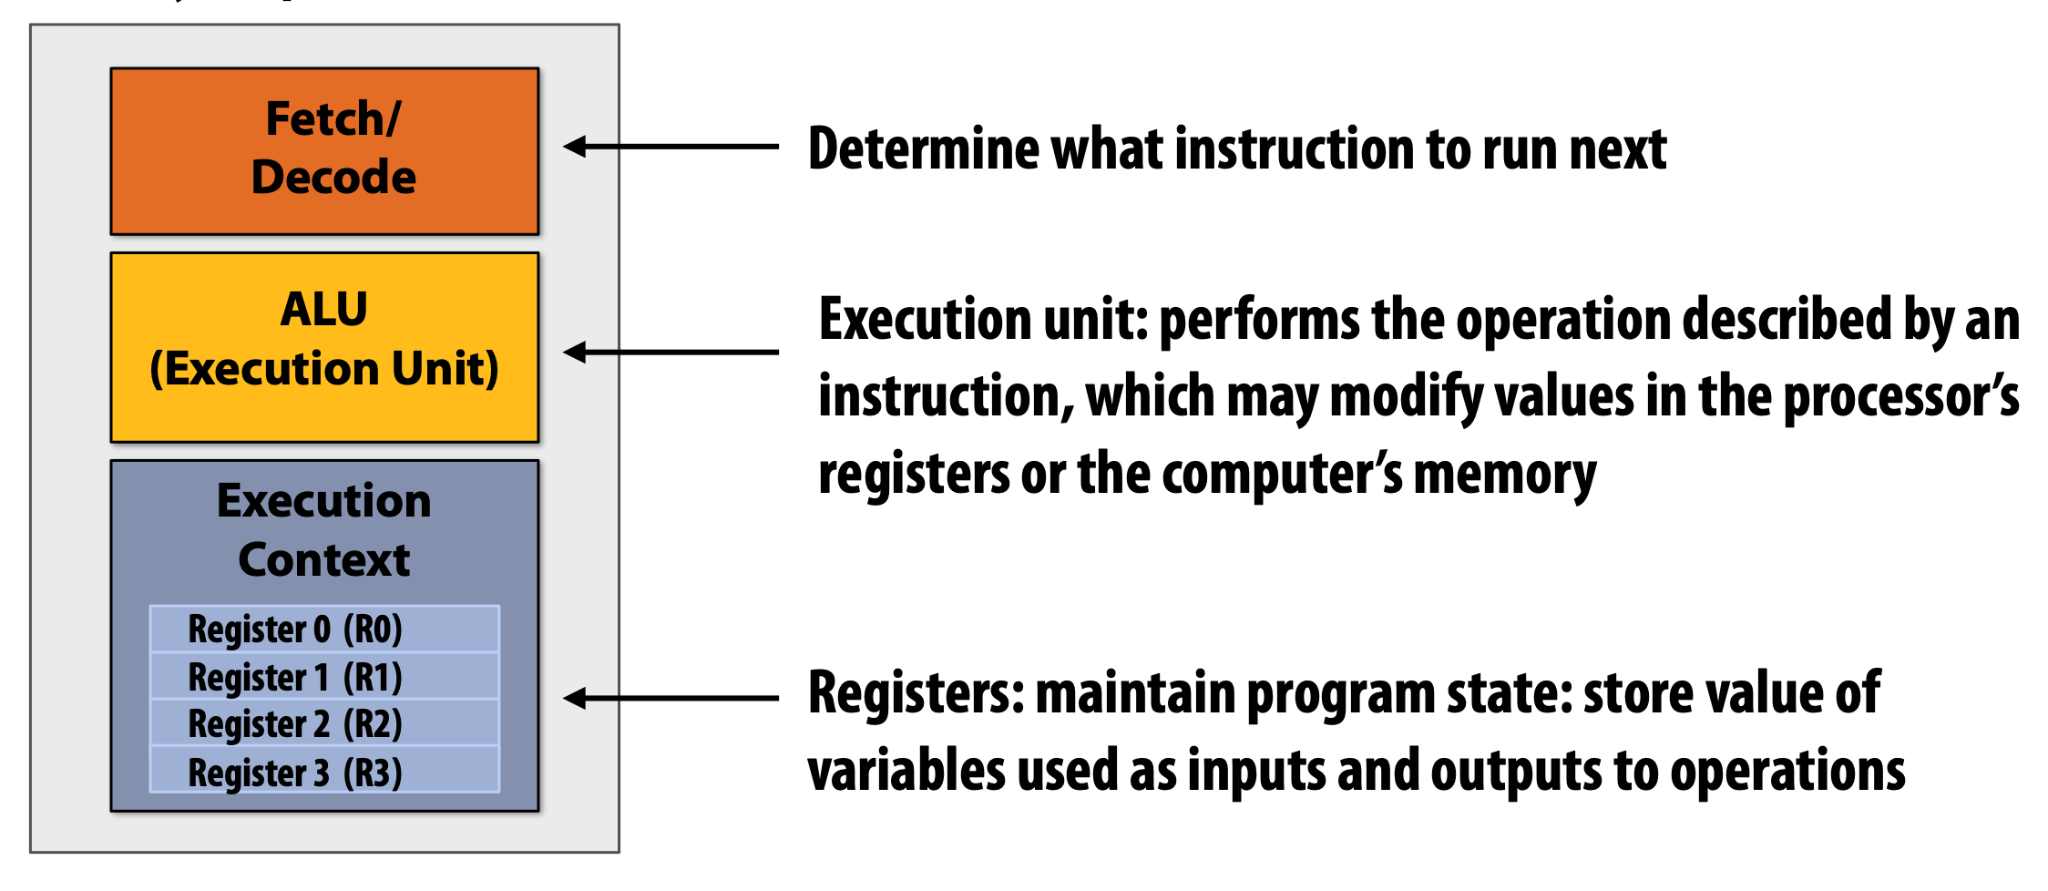 Fetch/
Decode
Determine what instruction to run next
ALU
(Execution Unit)
Execution unit: performs the operation described by an
instruction, which may modify values in the processor’s
registers or the computer’s memory
Execution
Context
Register 0 (R0)
Register 1 (R1)
Register 2 (R2)
Register 3 (R3)
Registers: maintain program state: store value of
variables used as inputs and outputs to operations